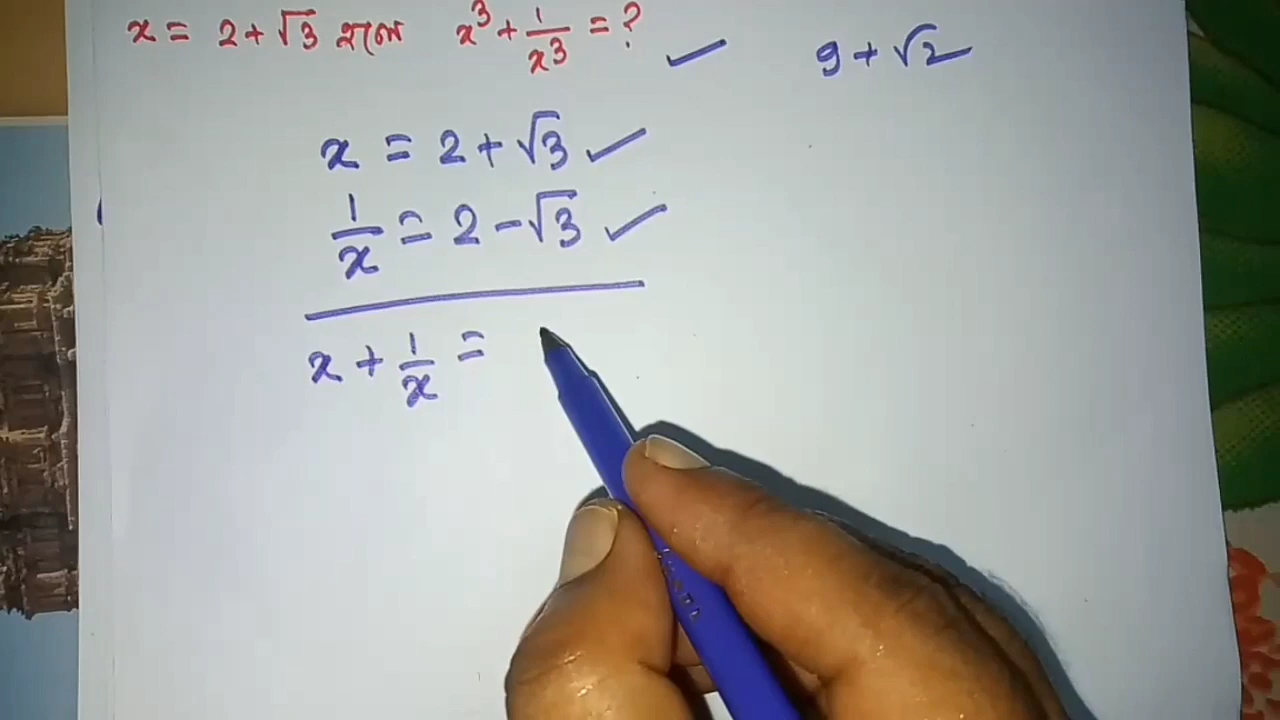 x = 2 + √3 হলে x³ + 1/x³ = ?
9 + √2
x = 2 + √3
1/x = 2 - √3
x + 1/x =